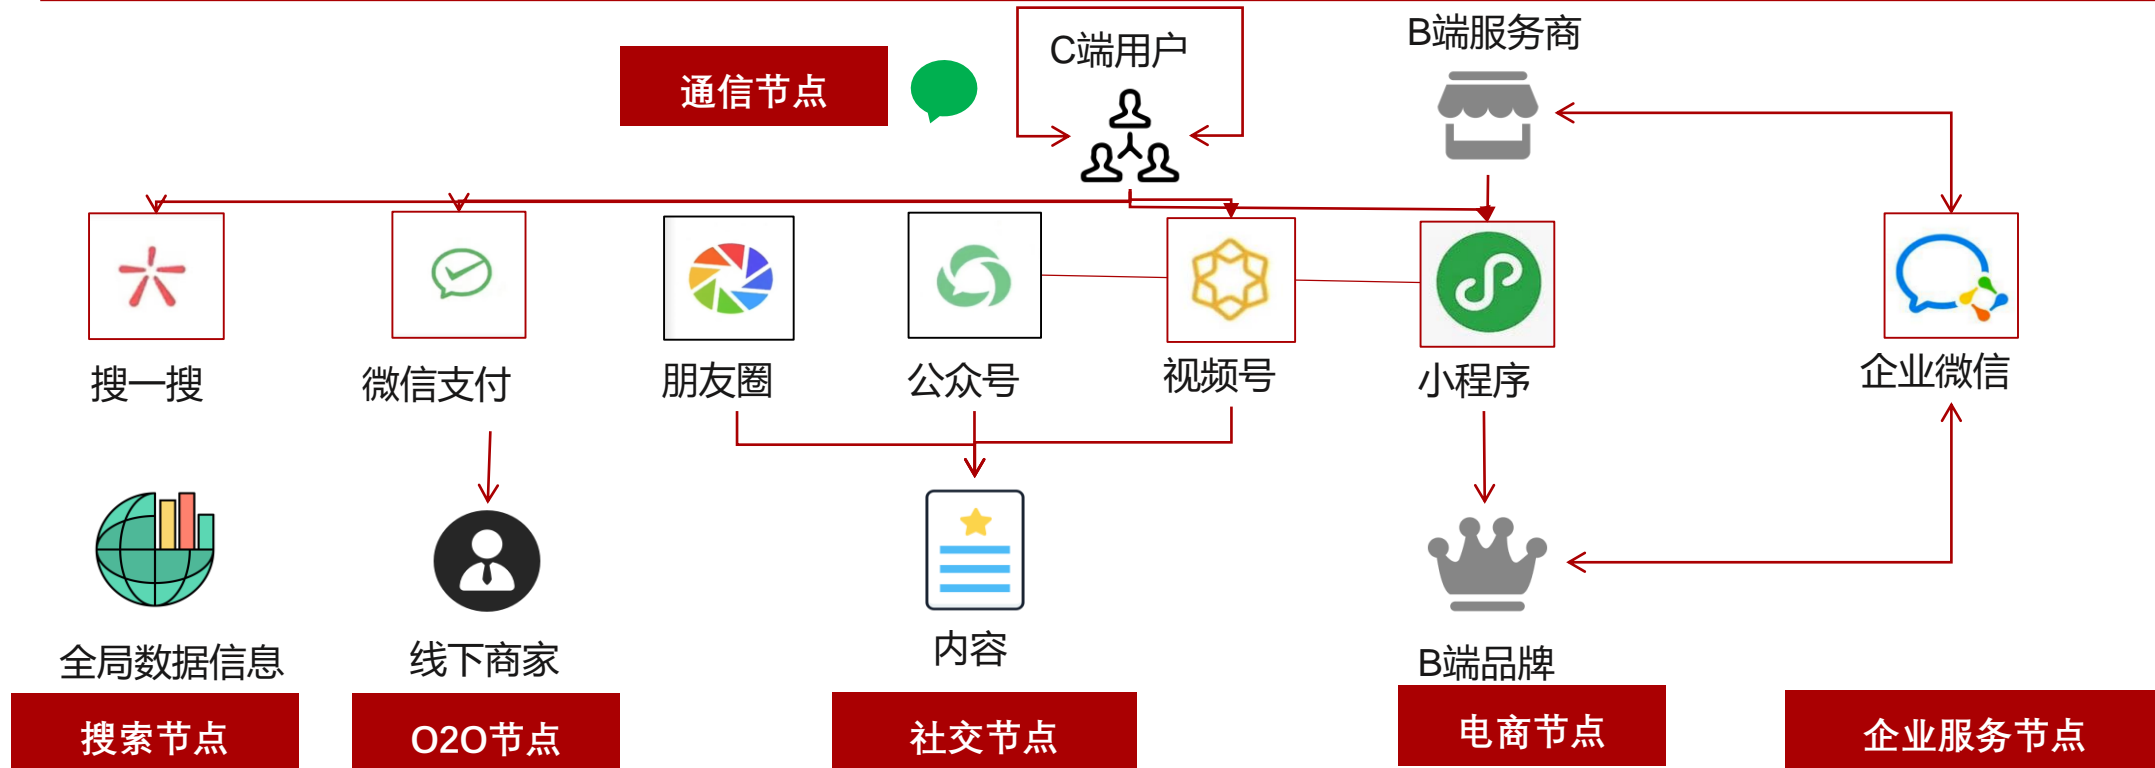 C端用户
B端服务商
通信节点
搜一搜
微信支付
朋友圈
公众号
视频号
小程序
企业微信
全局数据信息
线下商家
内容
B端品牌
搜索节点
O2O节点
社交节点
电商节点
企业服务节点